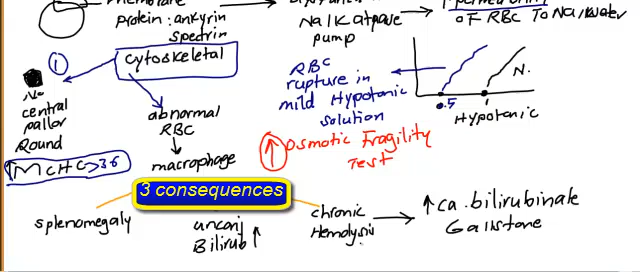 Membrane
protein : ankyrin
spectrin
Na/Katpase
pump
of RBC To Na/Water
cytoskeletal
1
No
central
pallor
Round
↑MCHC>36
abnormal
RBC
macrophage
RBC
rupture in
mild Hypotonic
solution
↑Osmotic Fragility
Test
N.
0.5
1
Hypotonic
3 consequences
splenomegaly
unconj
Bilirub ↑
chronic
Hemolysis
↑ ca. bilirubinate
Gallstone